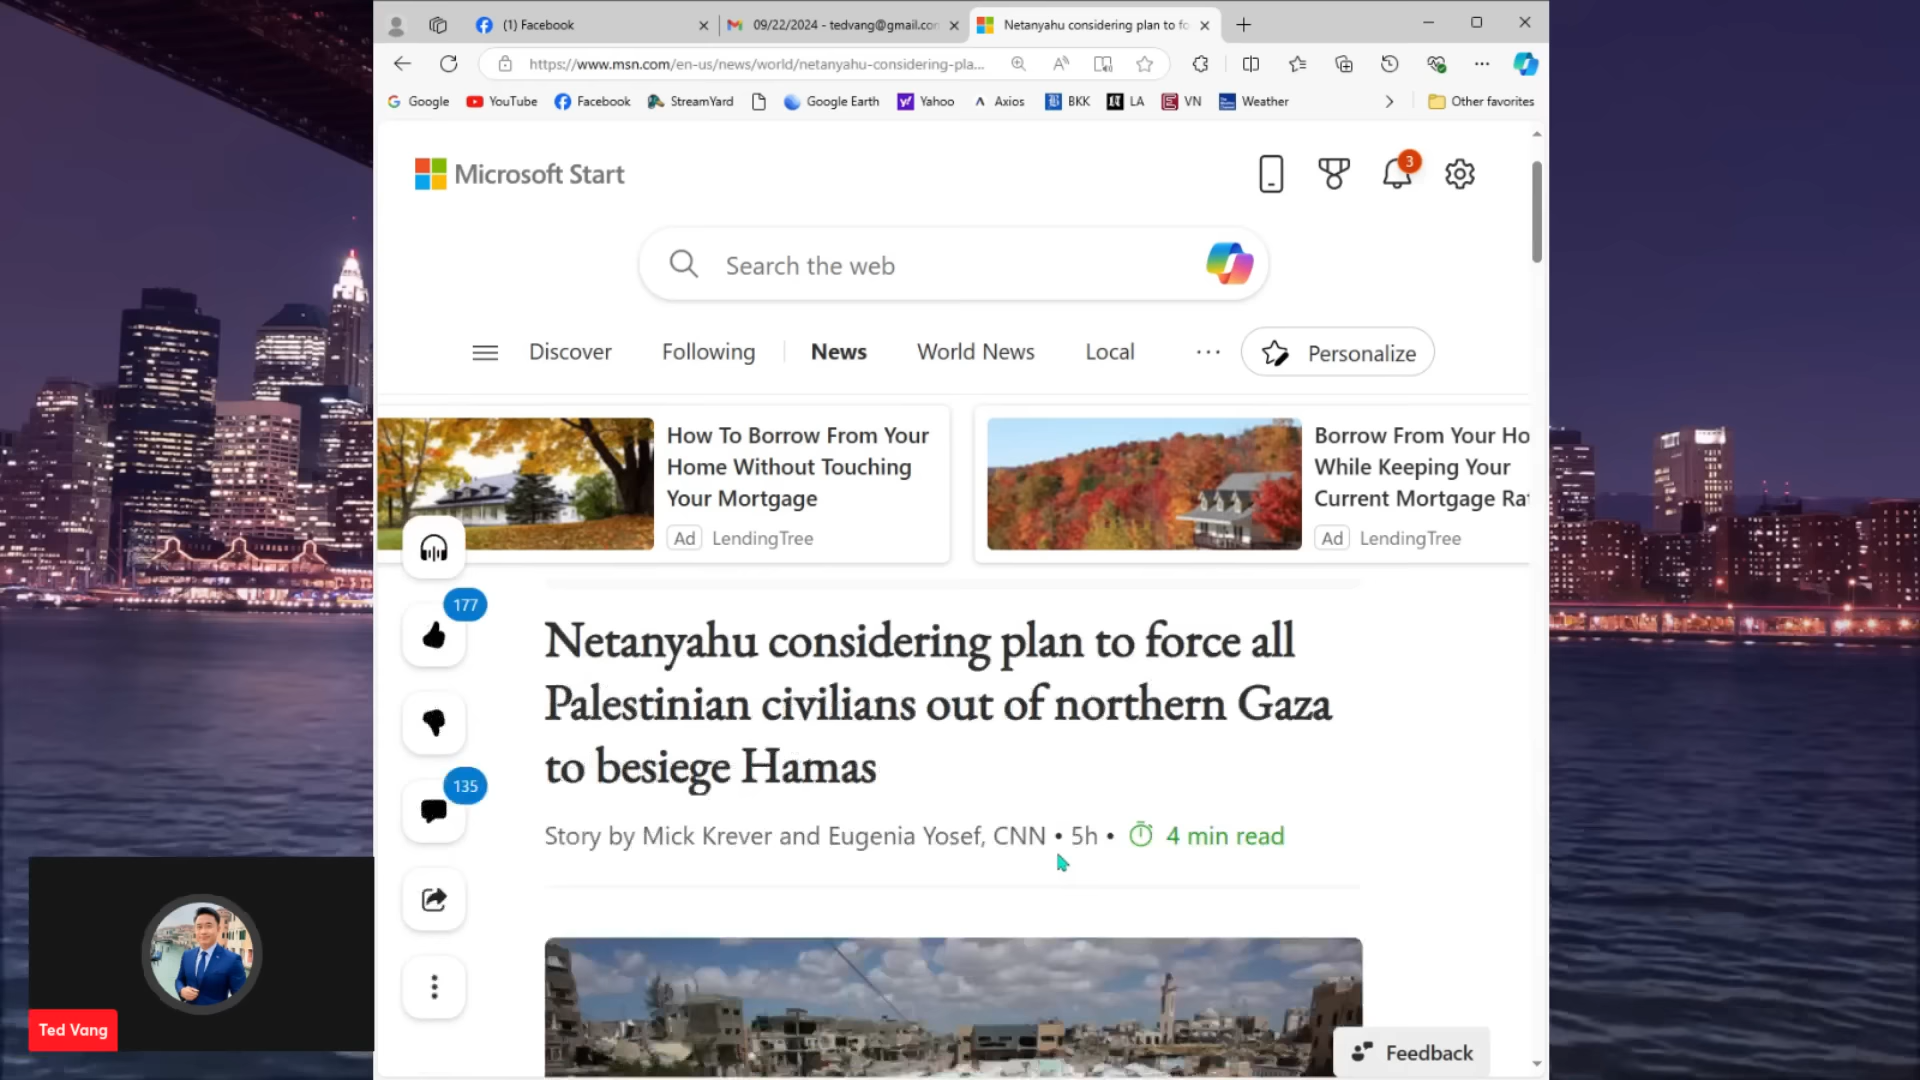 (1) Facebook
09/22/2024 - tedvang@gmail.co
Netanyahu considering plan to fo
https://www.msn.com/en-us/news/world/netanyahu-considering-pla...
Google
YouTube
Facebook
StreamYard
Google Earth
Yahoo
Axios
BKK
LA
VN
Weather
Other favorites
Microsoft Start
3
Search the web
Discover
Following
News
World News
Local
Personalize
How To Borrow From Your
Home Without Touching
Your Mortgage
Ad LendingTree
Borrow From Your Ho
While Keeping Your
Current Mortgage Ra
Ad LendingTree
177
135
Netanyahu considering plan to force all
Palestinian civilians out of northern Gaza
to besiege Hamas
Story by Mick Krever and Eugenia Yosef, CNN • 5h • 4 min read
Ted Vang
Feedback